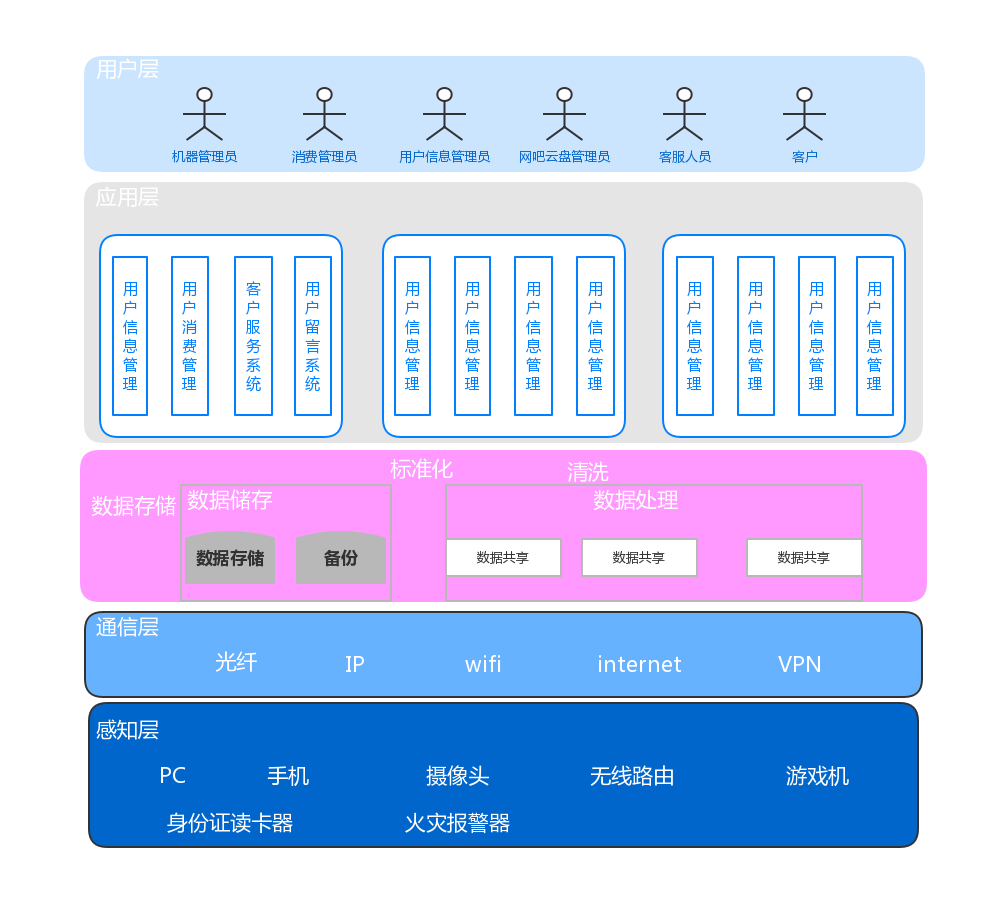 用户层
机器管理员
消费管理员
用户信息管理员
网吧云盘管理员
客服人员
客户
应用层
用户信息管理
用户消费管理
客户服务系统
用户留言系统
用户信息管理
用户信息管理
用户信息管理
用户信息管理
用户信息管理
用户信息管理
用户信息管理
用户信息管理
标准化
清洗
数据存储
数据储存
数据处理
数据存储
备份
数据共享
数据共享
数据共享
通信层
光纤
IP
wifi
internet
VPN
感知层
PC
手机
摄像头
无线路由
游戏机
身份证读卡器
火灾报警器